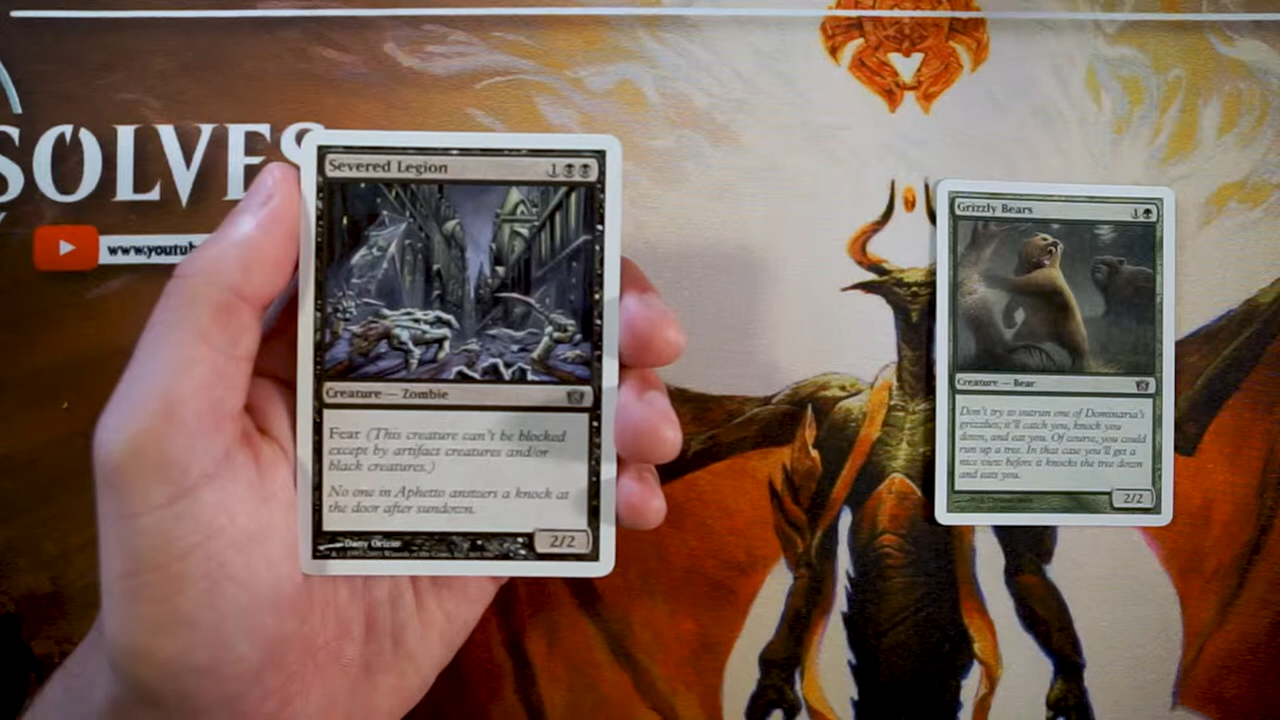 SOLVES
www.youtub
Severed Legion
1
Creature — Zombie
Fear (This creature can't be blocked
except by artifact creatures and/or
black creatures.)
No one in Aphetto answers a knock at
the door after sundown.
Dany Orizio
2/2
Grizzly Bears
1
Creature — Bear
Don't try to outrun one of Dominaria's
grizzlies; it'll catch you, knock you
down, and eat you. Of course, you could
run up a tree. In that case you'll get a
nice view before it knocks the tree down
and eats you.
2/2